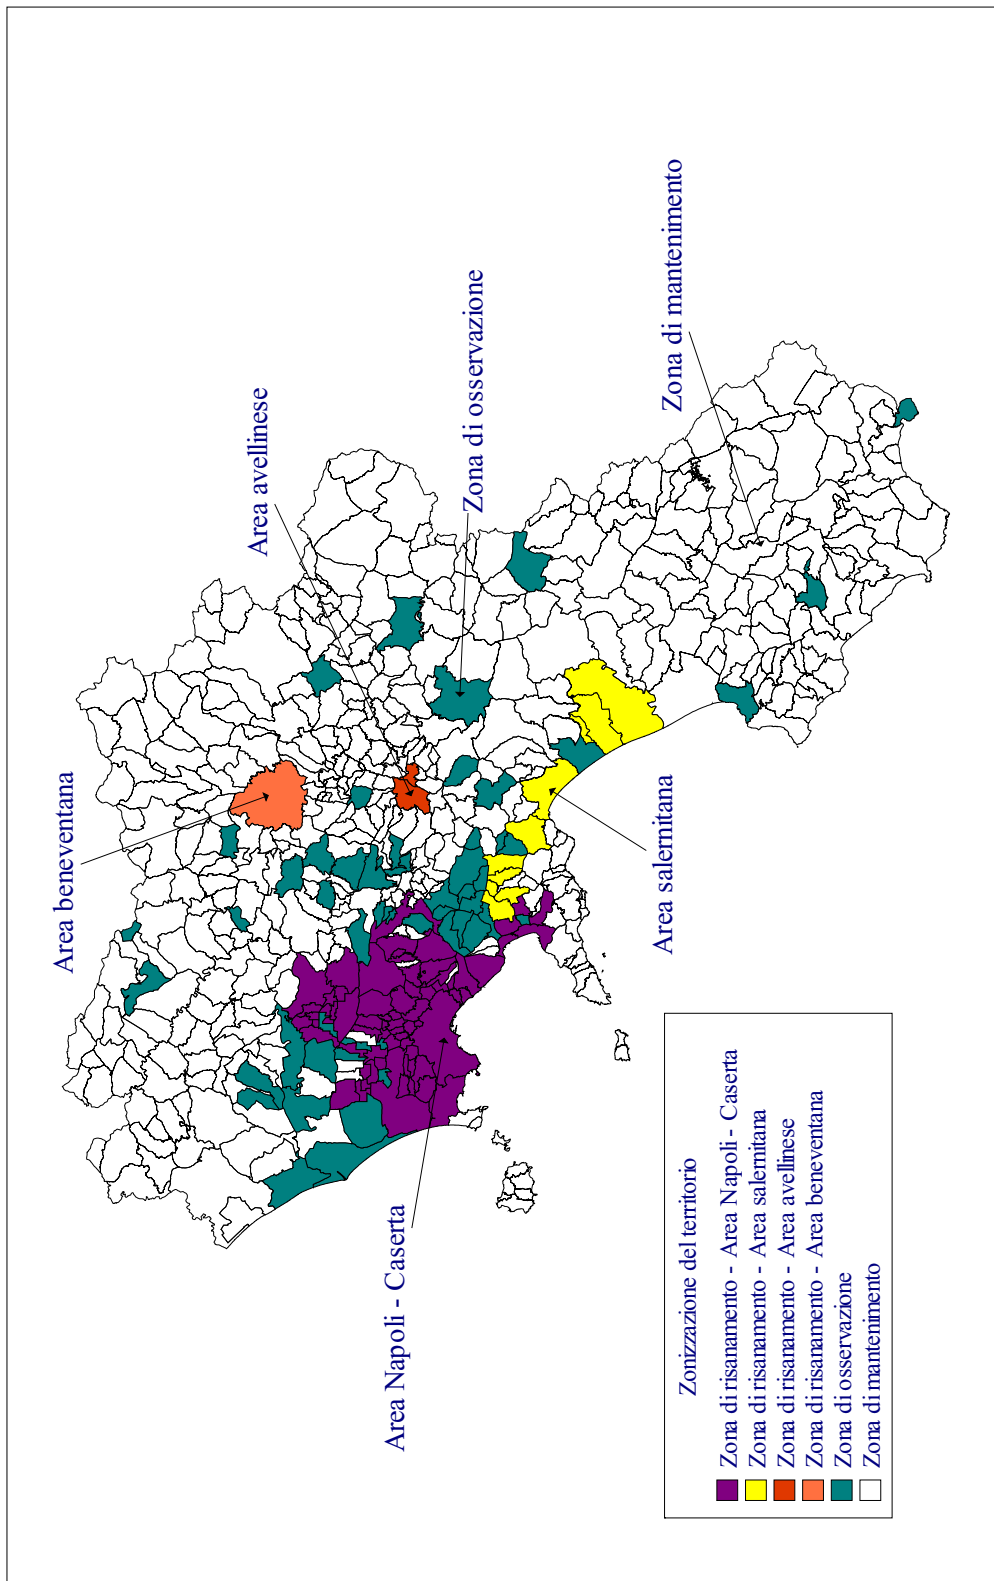 Area beneventana
Area avellinese
Zona di osservazione
Zona di mantenimento
Area salernitana
Area Napoli - Caserta
Zonizzazione del territorio
Zona di risanamento - Area Napoli - Caserta
Zona di risanamento - Area salernitana
Zona di risanamento - Area avellinese
Zona di risanamento - Area beneventana
Zona di osservazione
Zona di mantenimento